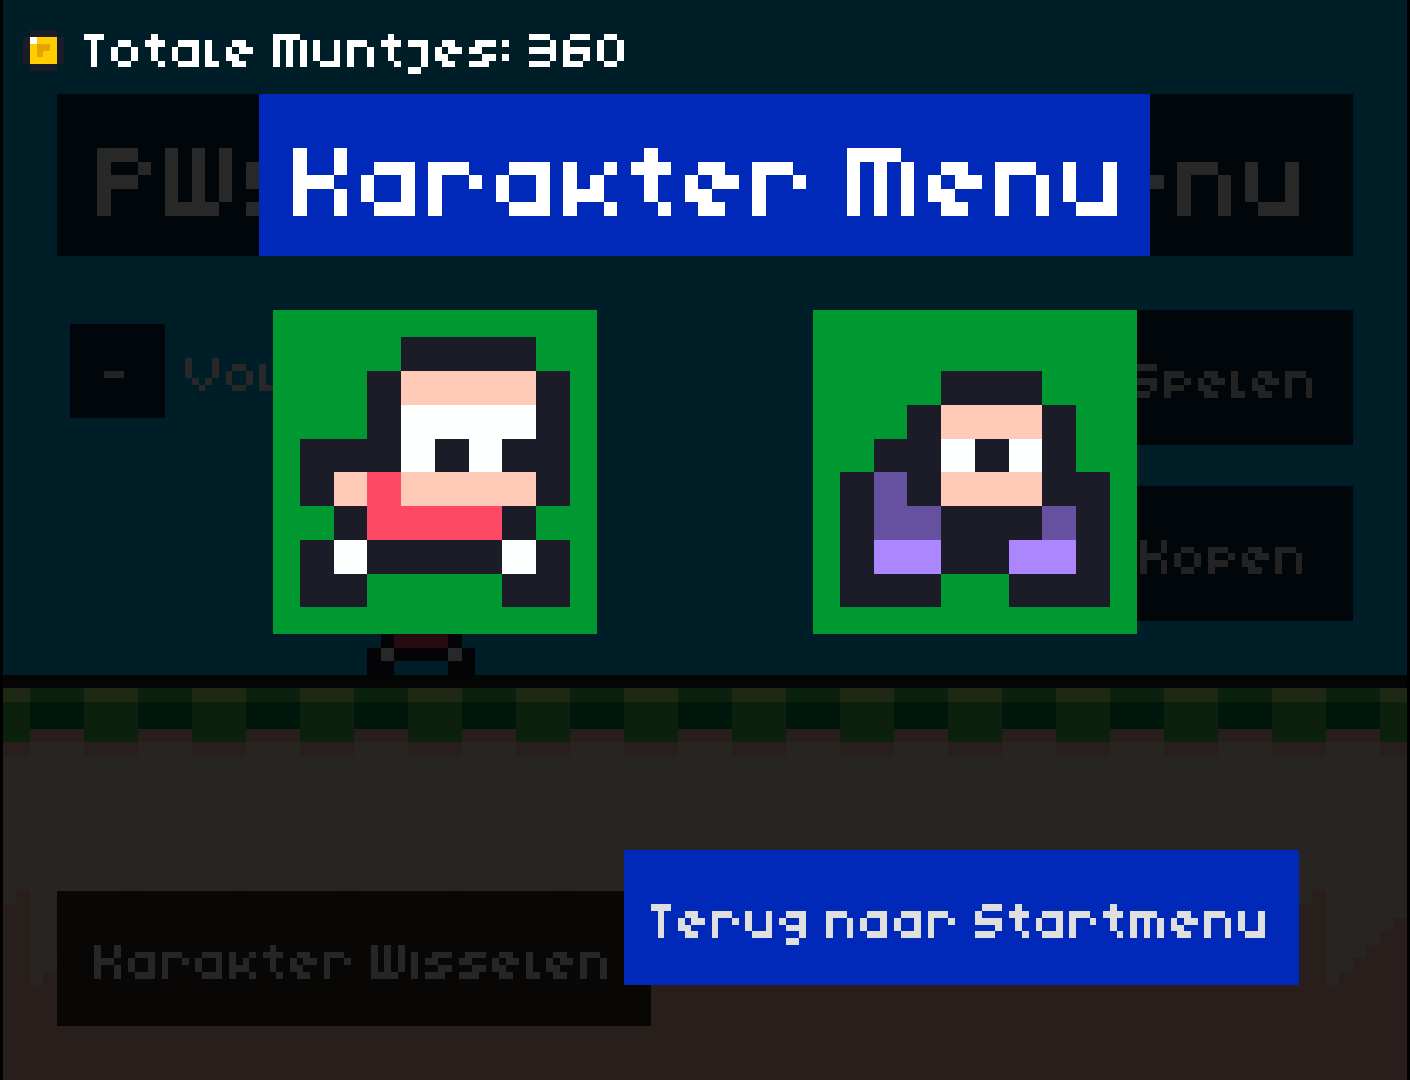 Totale Muntjes: 360
Karakter Menu
- Spelen
Kopen
Terug naar Startmenu
Karakter Wisselen